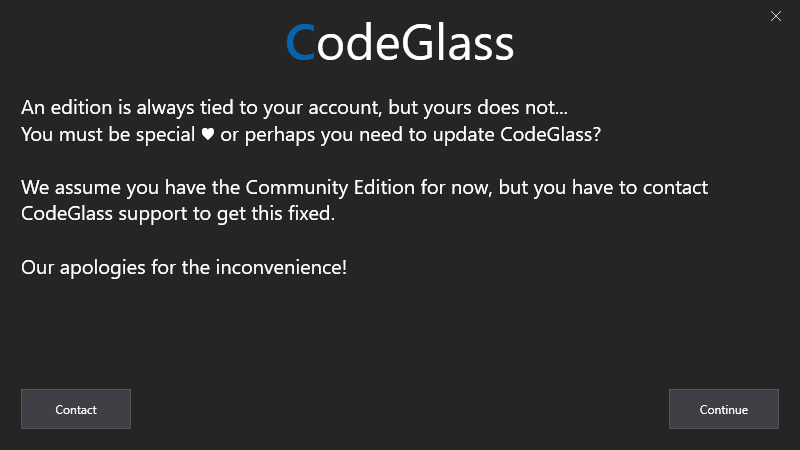 CodeGlass
An edition is always tied to your account, but yours does not...
You must be special ♥ or perhaps you need to update CodeGlass?
We assume you have the Community Edition for now, but you have to contact
CodeGlass support to get this fixed.
Our apologies for the inconvenience!
Contact
Continue